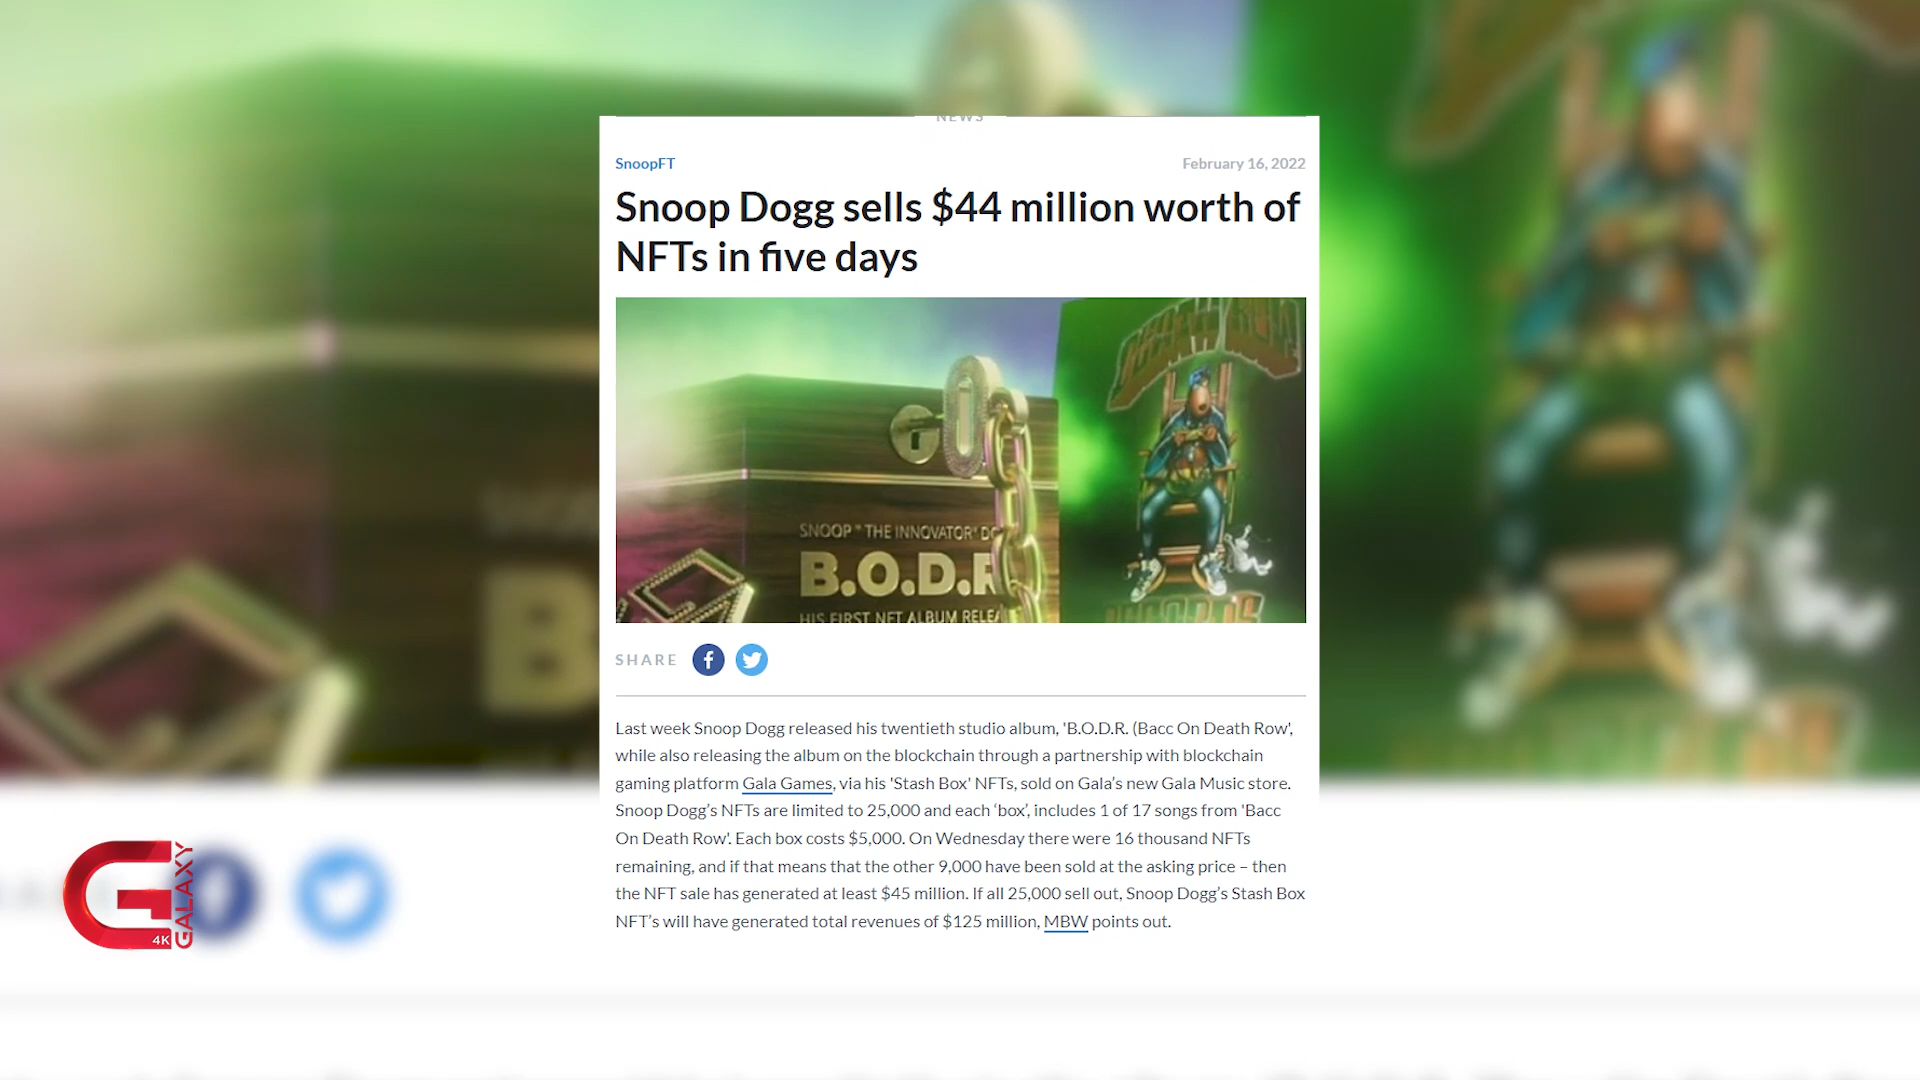 NEWS
SnoopFT
February 16, 2022
Snoop Dogg sells $44 million worth of
NFTs in five days
SNOOP "THE INNOVATOR" DO
B.O.D.R
HIS FIRST NFT ALBUM RELEA
SHARE
Last week Snoop Dogg released his twentieth studio album, 'B.O.D.R. (Bacc On Death Row',
while also releasing the album on the blockchain through a partnership with blockchain
gaming platform Gala Games, via his 'Stash Box' NFTs, sold on Gala’s new Gala Music store.
Snoop Dogg’s NFTs are limited to 25,000 and each ‘box’, includes 1 of 17 songs from 'Bacc
On Death Row'. Each box costs $5,000. On Wednesday there were 16 thousand NFTs
remaining, and if that means that the other 9,000 have been sold at the asking price – then
the NFT sale has generated at least $45 million. If all 25,000 sell out, Snoop Dogg’s Stash Box
NFT’s will have generated total revenues of $125 million, MBW points out.
GALAXY
4K